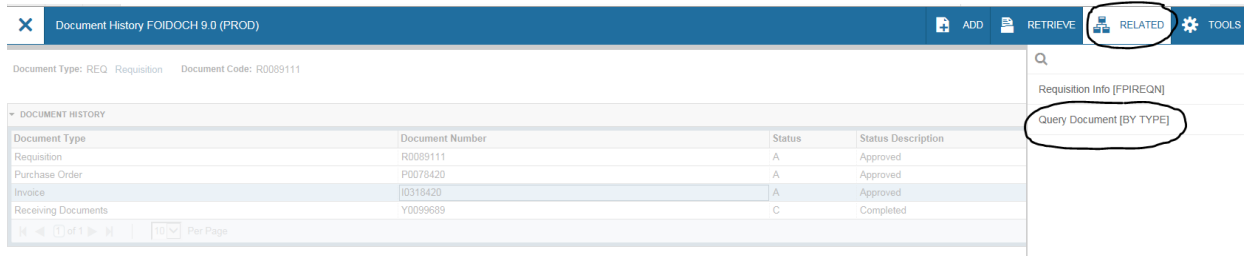 Document History FOIDOCH 9.0 (PROD) ADD RETRIEVE RELATED TOOLS
Document Type: REQ Requisition Document Code: R0089111
Requisition Info [FPIREQN]
DOCUMENT HISTORY
Query Document [BY TYPE]
Document Type Document Number Status Status Description
Requisition R0089111 A Approved
Purchase Order P0078420 A Approved
Invoice I0318420 A Approved
Receiving Documents Y0099689 C Completed
1 of 1 10 Per Page